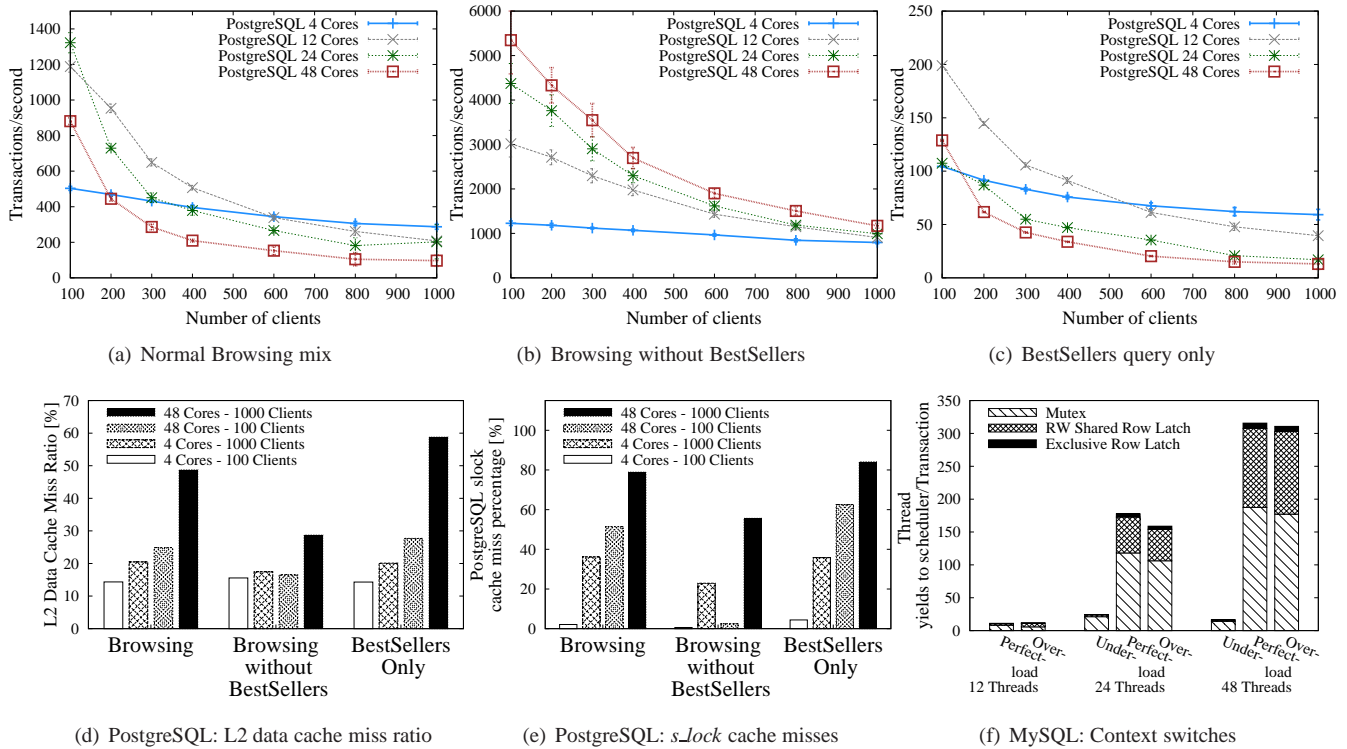 Transactions/second
1400
1200
1000
800
600
400
200
0
100 200 300 400 500 600 700 800 900 1000
Number of clients
PostgreSQL 4 Cores
PostgreSQL 12 Cores
PostgreSQL 24 Cores
PostgreSQL 48 Cores
(a) Normal Browsing mix
Transactions/second
6000
5000
4000
3000
2000
1000
0
100 200 300 400 500 600 700 800 900 1000
Number of clients
PostgreSQL 4 Cores
PostgreSQL 12 Cores
PostgreSQL 24 Cores
PostgreSQL 48 Cores
(b) Browsing without BestSellers
Transactions/second
250
200
150
100
50
0
100 200 300 400 500 600 700 800 900 1000
Number of clients
PostgreSQL 4 Cores
PostgreSQL 12 Cores
PostgreSQL 24 Cores
PostgreSQL 48 Cores
(c) BestSellers query only
L2 Data Cache Miss Ratio [%]
70
60
50
40
30
20
10
0
48 Cores - 1000 Clients
48 Cores - 100 Clients
4 Cores - 1000 Clients
4 Cores - 100 Clients
Browsing
Browsing
without
BestSellers
BestSellers
Only
(d) PostgreSQL: L2 data cache miss ratio
PostgreSQL slock
cache miss percentage [%]
100
80
60
40
20
0
48 Cores - 1000 Clients
48 Cores - 100 Clients
4 Cores - 1000 Clients
4 Cores - 100 Clients
Browsing
Browsing
without
BestSellers
BestSellers
Only
(e) PostgreSQL: s_lock cache misses
Thread
yields to scheduler/Transaction
350
300
250
200
150
100
50
0
Mutex
RW Shared Row Latch
Exclusive Row Latch
Perfect- Over- Under- Perfect- Over- Under- Perfect- Over-
load load load
12 Threads 24 Threads 48 Threads
(f) MySQL: Context switches